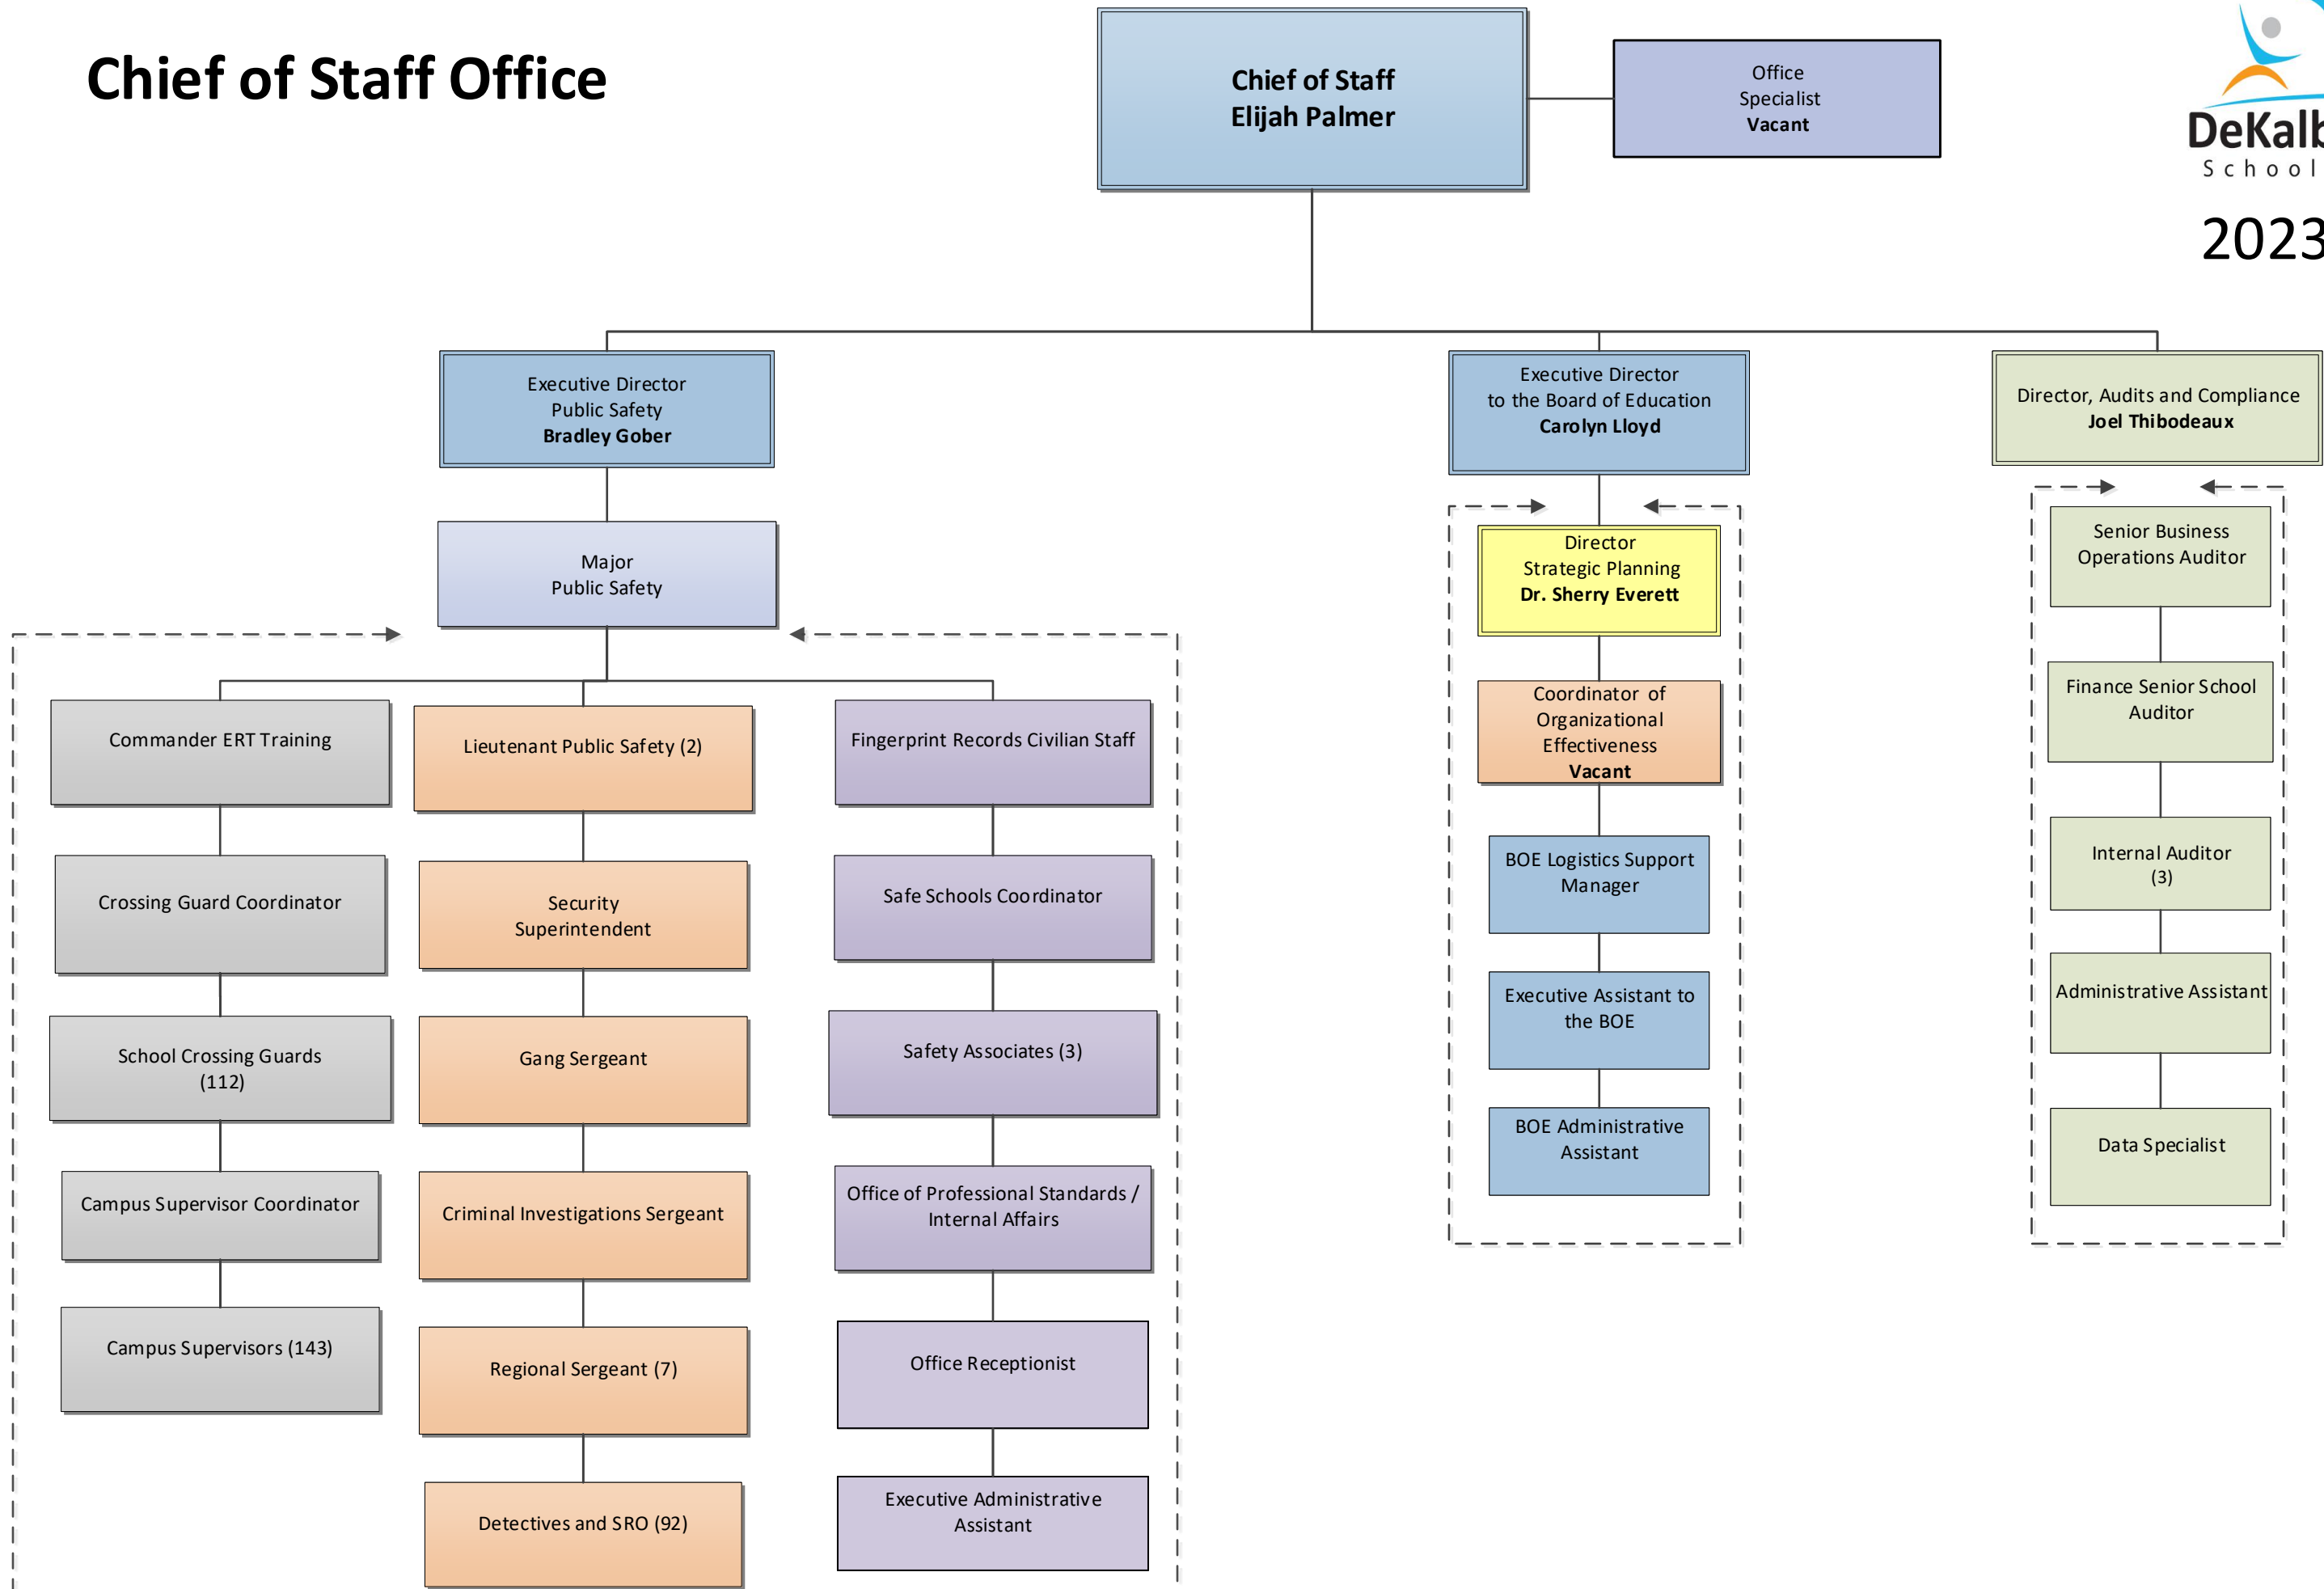 Chief of Staff Office
Chief of Staff
Elijah Palmer
Office
Specialist
Vacant
DeKalb
School
2023
Executive Director
Public Safety
Bradley Gober
Executive Director
to the Board of Education
Carolyn Lloyd
Director, Audits and Compliance
Joel Thibodeaux
Major
Public Safety
Director
Strategic Planning
Dr. Sherry Everett
Senior Business
Operations Auditor
Commander ERT Training
Lieutenant Public Safety (2)
Fingerprint Records Civilian Staff
Coordinator of
Organizational
Effectiveness
Vacant
Finance Senior School
Auditor
Crossing Guard Coordinator
Security
Superintendent
Safe Schools Coordinator
BOE Logistics Support
Manager
Internal Auditor
(3)
School Crossing Guards
(112)
Gang Sergeant
Safety Associates (3)
Executive Assistant to
the BOE
Administrative Assistant
Campus Supervisor Coordinator
Criminal Investigations Sergeant
Office of Professional Standards /
Internal Affairs
BOE Administrative
Assistant
Data Specialist
Campus Supervisors (143)
Regional Sergeant (7)
Office Receptionist
Detectives and SRO (92)
Executive Administrative
Assistant